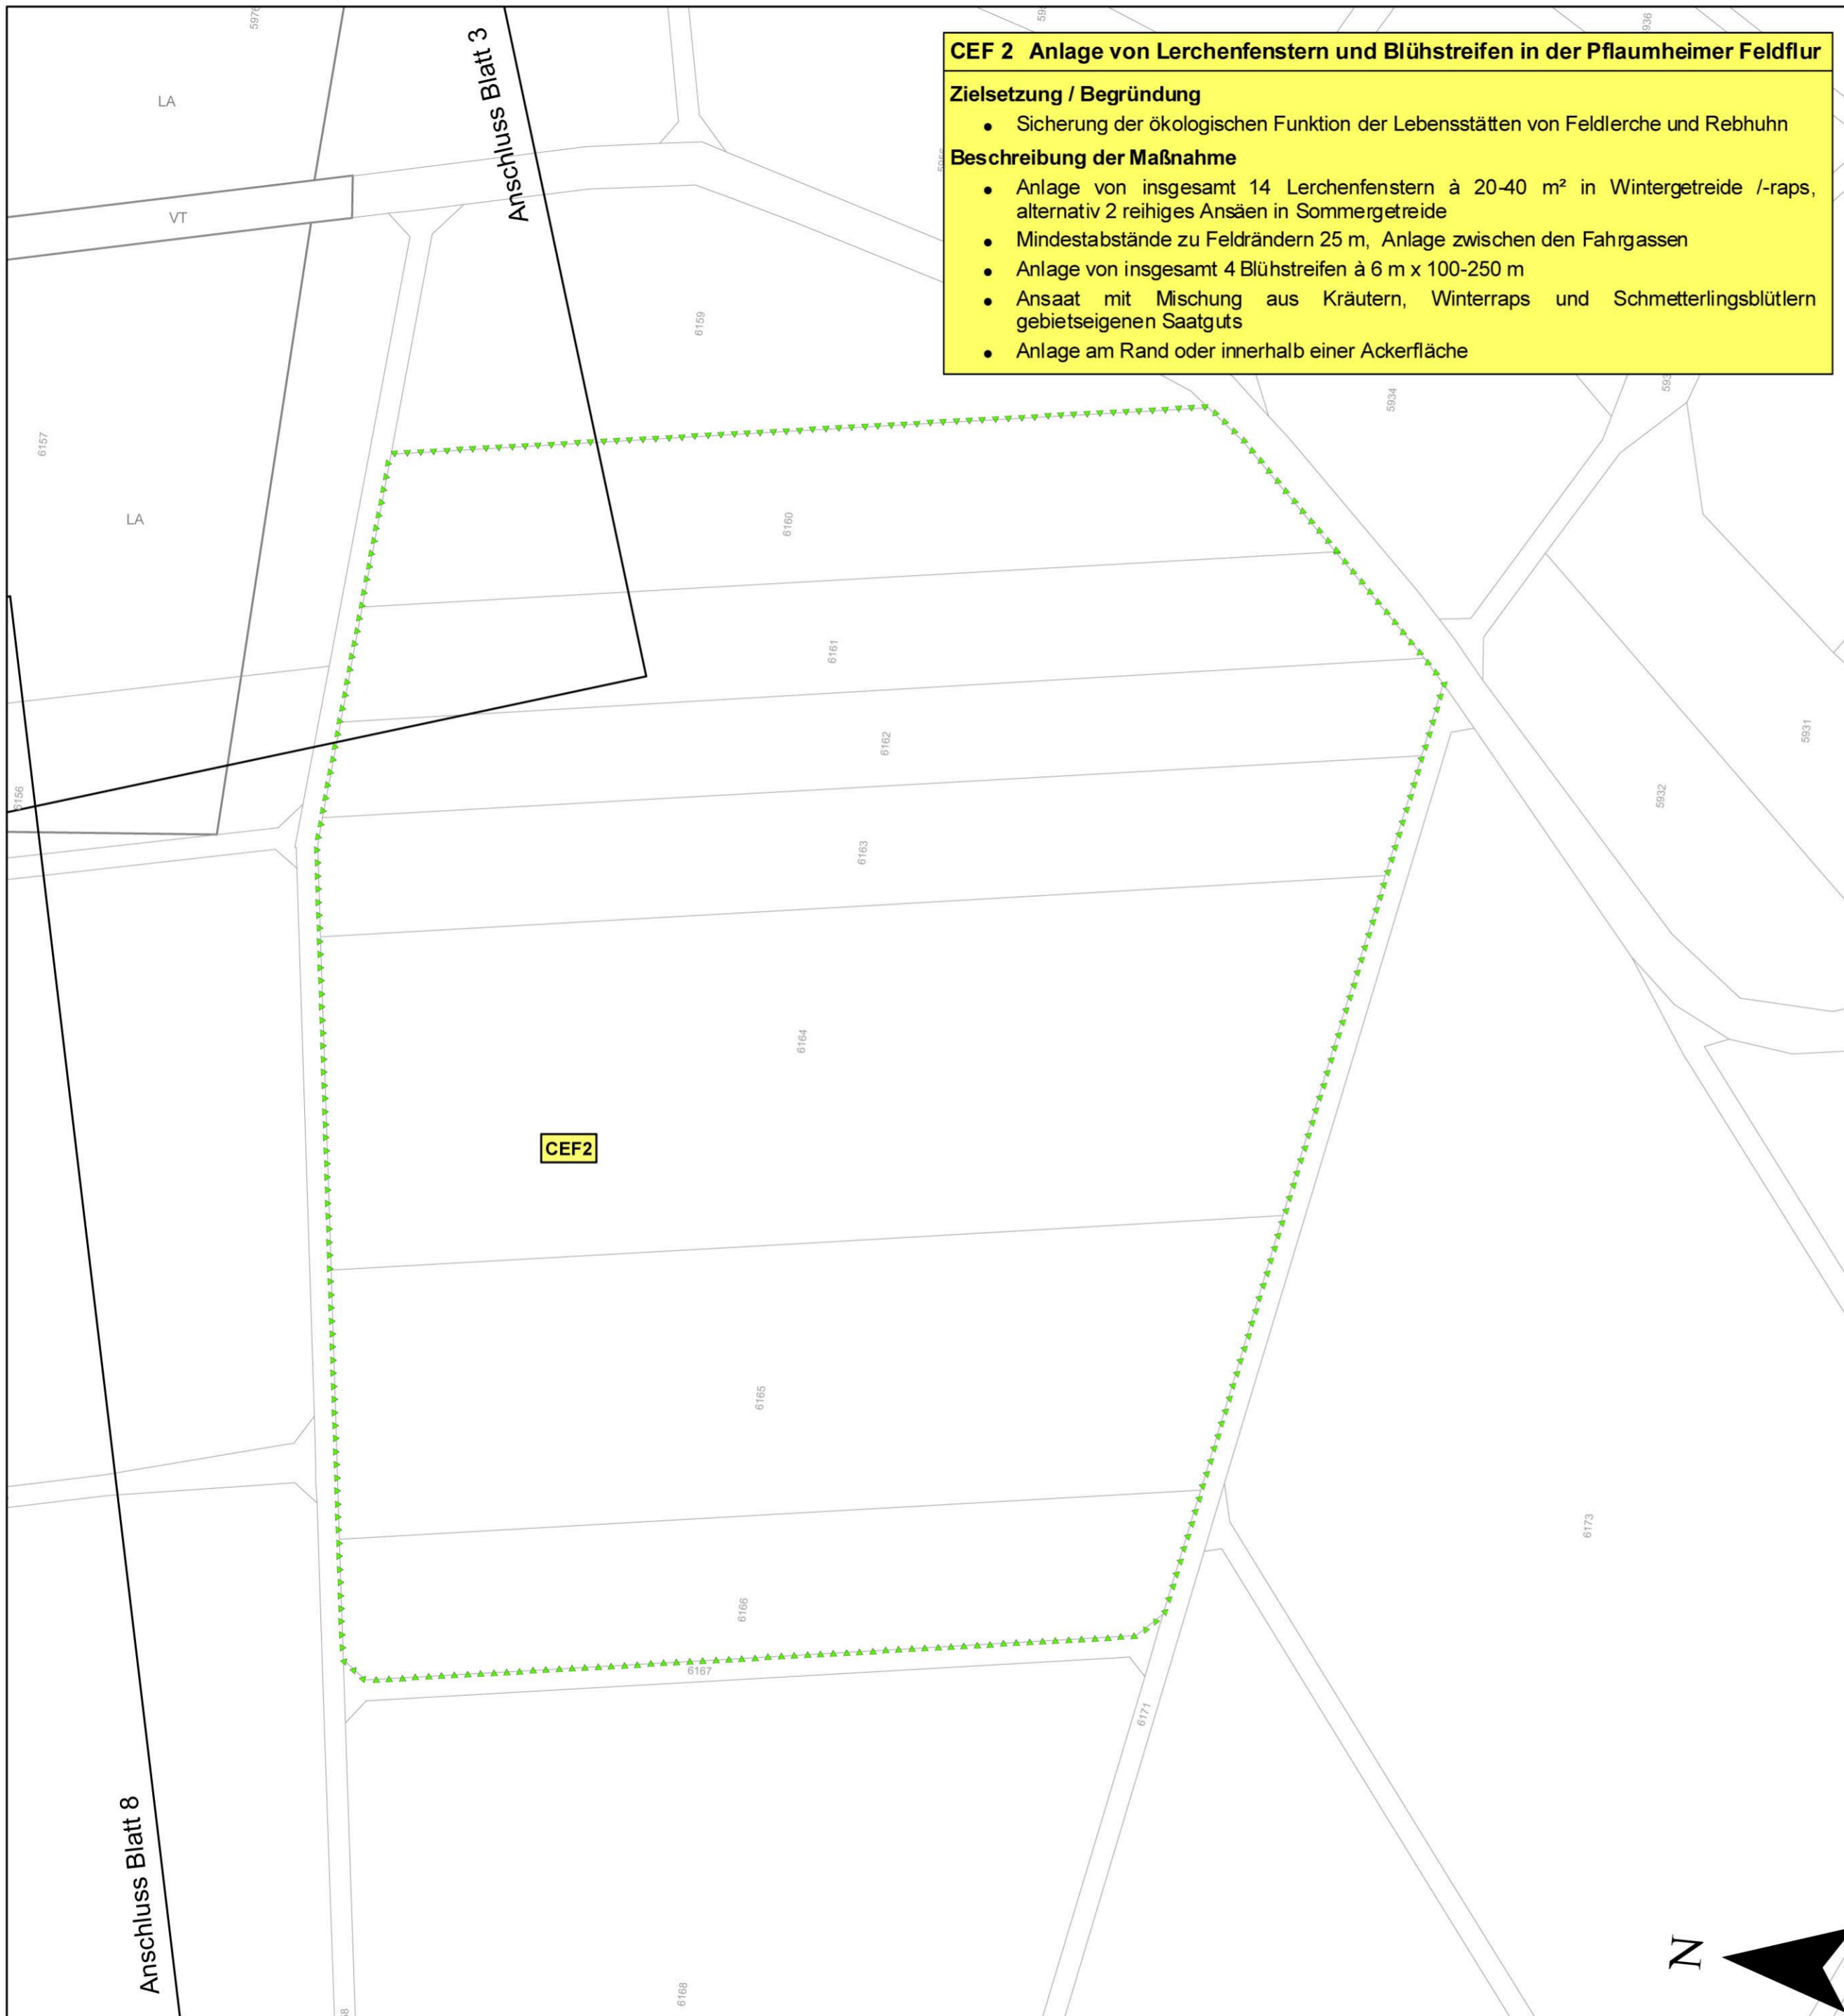 CEF 2 Anlage von Lerchenfenstern und Blühstreifen in der Pflaumheimer Feldflur
Zielsetzung / Begründung
● Sicherung der ökologischen Funktion der Lebensstätten von Feldlerche und Rebhuhn
Beschreibung der Maßnahme
● Anlage von insgesamt 14 Lerchenfenstern à 20-40 m² in Wintergetreide /-raps,
alternativ 2 reihiges Ansäen in Sommergetreide
● Mindestabstände zu Feldrändern 25 m, Anlage zwischen den Fahrgassen
● Anlage von insgesamt 4 Blühstreifen à 6 m x 100-250 m
● Ansaat mit Mischung aus Kräutern, Winterraps und Schmetterlingsblütlern
gebietseigenen Saatguts
● Anlage am Rand oder innerhalb einer Ackerfläche
5976
Anschluss Blatt 3
LA
VT
6159
5934
6157
LA
6160
6161
6162
5931
5932
6156
6163
6164
CEF2
6165
6173
6166
6167
6171
Anschluss Blatt 8
6168
N